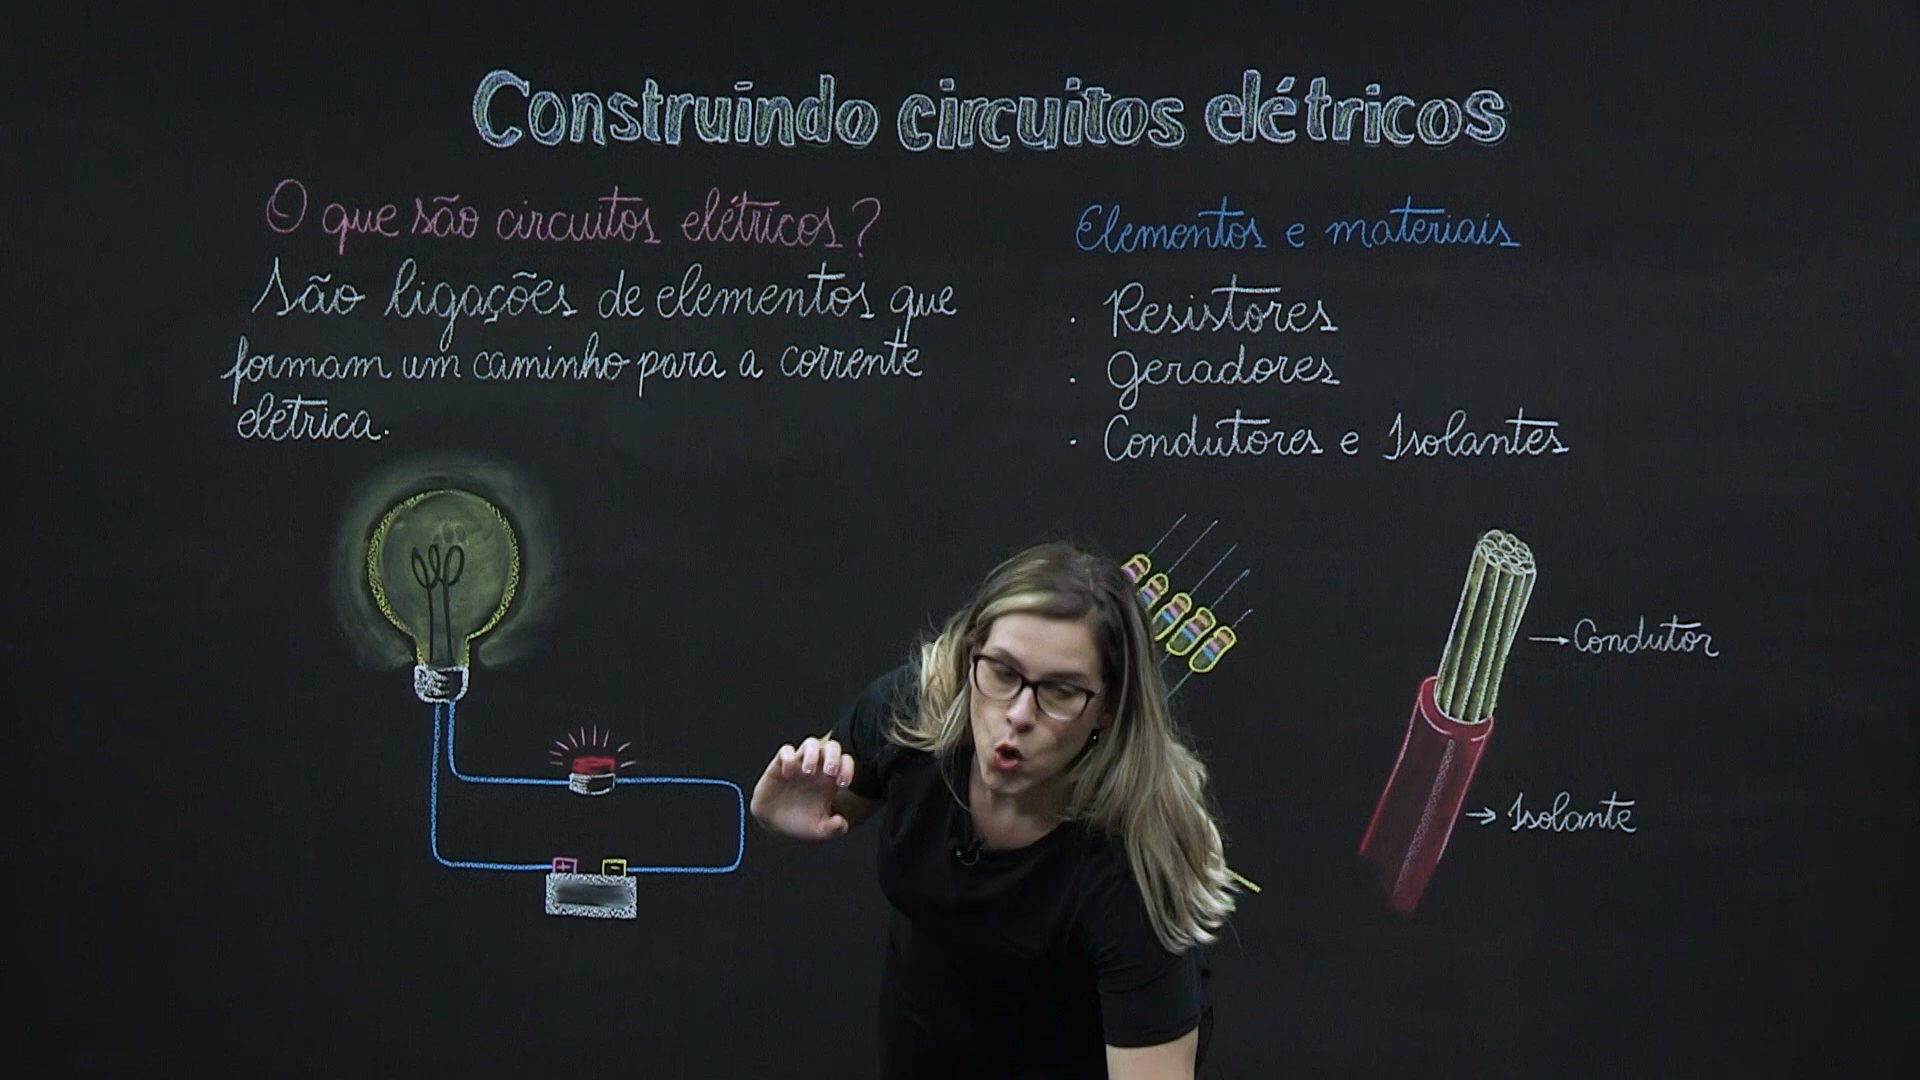 Construindo circuitos elétricos
O que são circuitos elétricos?
São ligações de elementos que
formam um caminho para a corrente
elétrica.
Elementos e materiais
. Resistores
. Geradores
. Condutores e Isolantes
→ Condutor
→ Isolante
+ -